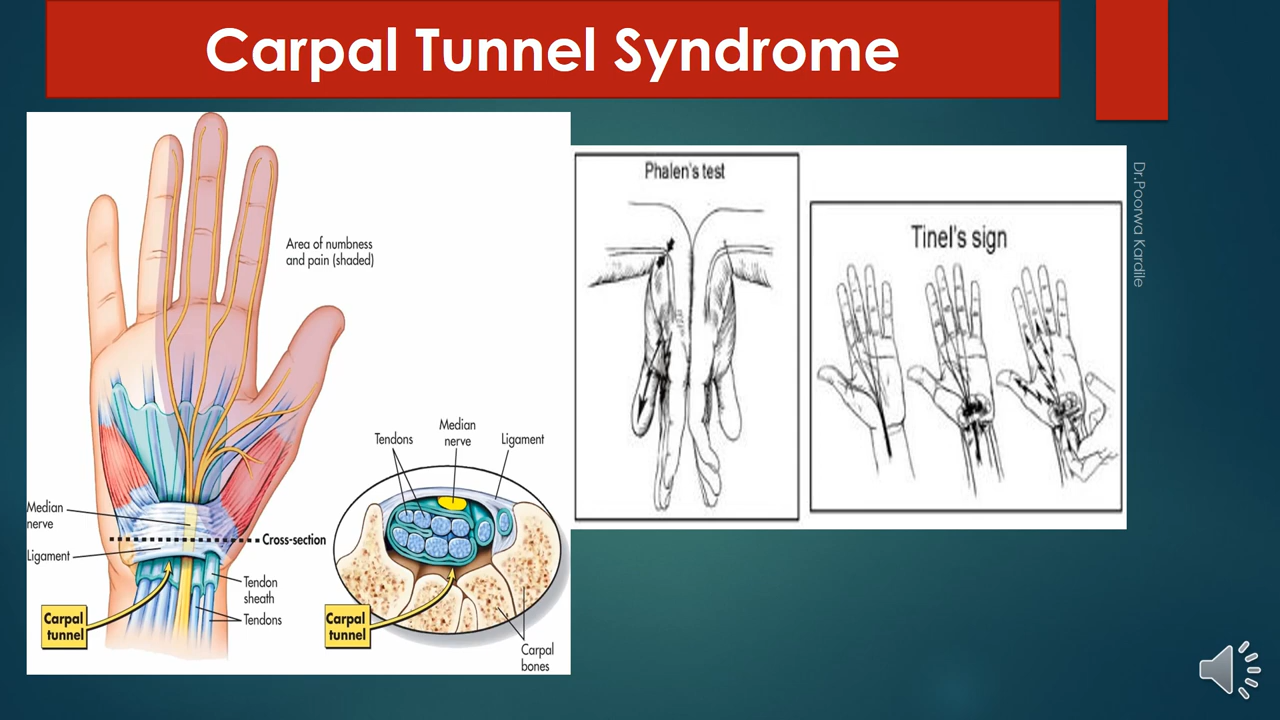 Carpal Tunnel Syndrome
Area of numbness
and pain (shaded)
Median
nerve
Ligament
Cross-section
Tendon
sheath
Tendons
Carpal
tunnel
Tendons
Median
nerve
Ligament
Carpal
tunnel
Carpal
bones
Phalen's test
Tinel's sign
Dr.Poorwa Kardile